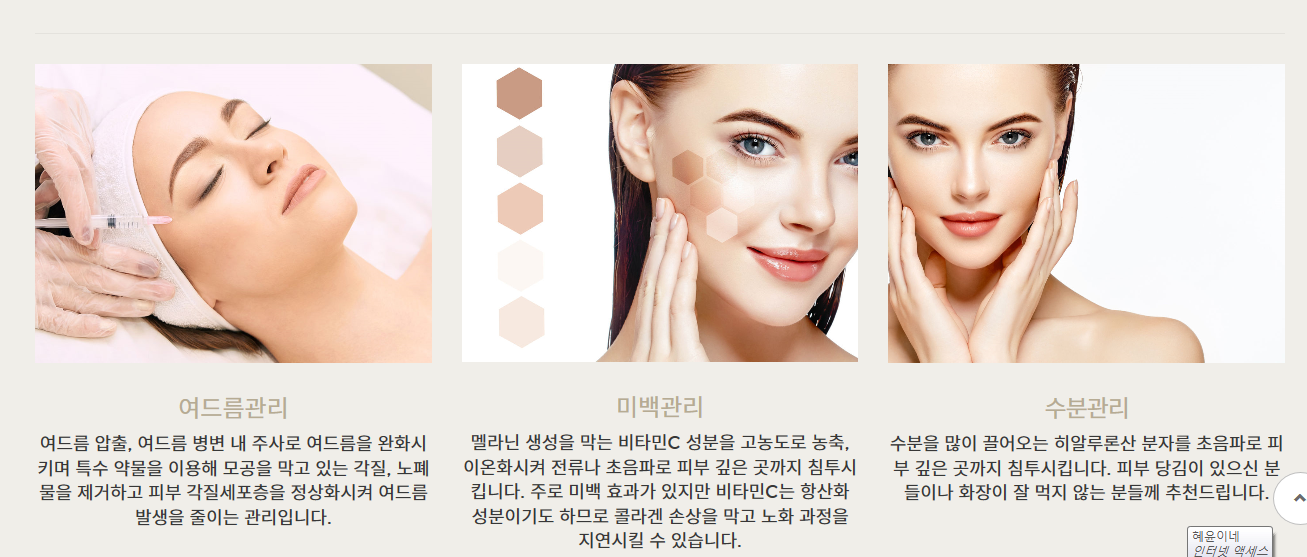 여드름관리
여드름 압출, 여드름 병변 내 주사로 여드름을 완화시
키며 특수 약물을 이용해 모공을 막고 있는 각질, 노폐
물을 제거하고 피부 각질세포층을 정상화시켜 여드름
발생을 줄이는 관리입니다.
미백관리
멜라닌 생성을 막는 비타민C 성분을 고농도로 농축,
이온화시켜 전류나 초음파로 피부 깊은 곳까지 침투시
킵니다. 주로 미백 효과가 있지만 비타민C는 항산화
성분이기도 하므로 콜라겐 손상을 막고 노화 과정을
지연시킬 수 있습니다.
수분관리
수분을 많이 끌어오는 히알루론산 분자를 초음파로 피
부 깊은 곳까지 침투시킵니다. 피부 당김이 있으신 분
들이나 화장이 잘 먹지 않는 분들께 추천드립니다.
혜윤이네
인터넷 액세스